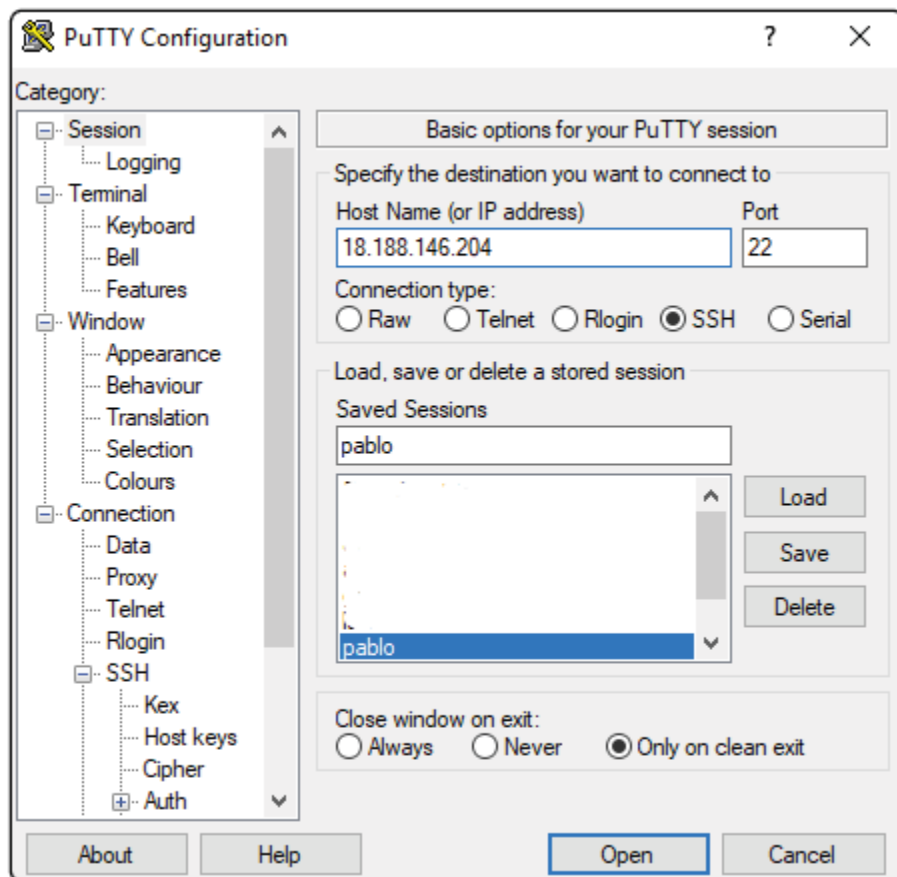 PuTTY Configuration
?
Category:
Session
Logging
Terminal
Keyboard
Bell
Features
Window
Appearance
Behaviour
Translation
Selection
Colours
Connection
Data
Proxy
Telnet
Rlogin
SSH
Kex
Host keys
Cipher
Auth
Basic options for your PuTTY session
Specify the destination you want to connect to
Host Name (or IP address) Port
18.188.146.204 22
Connection type:
Raw Telnet Rlogin SSH Serial
Load, save or delete a stored session
Saved Sessions
pablo
Load
Save
Delete
pablo
Close window on exit:
Always Never Only on clean exit
About Help Open Cancel